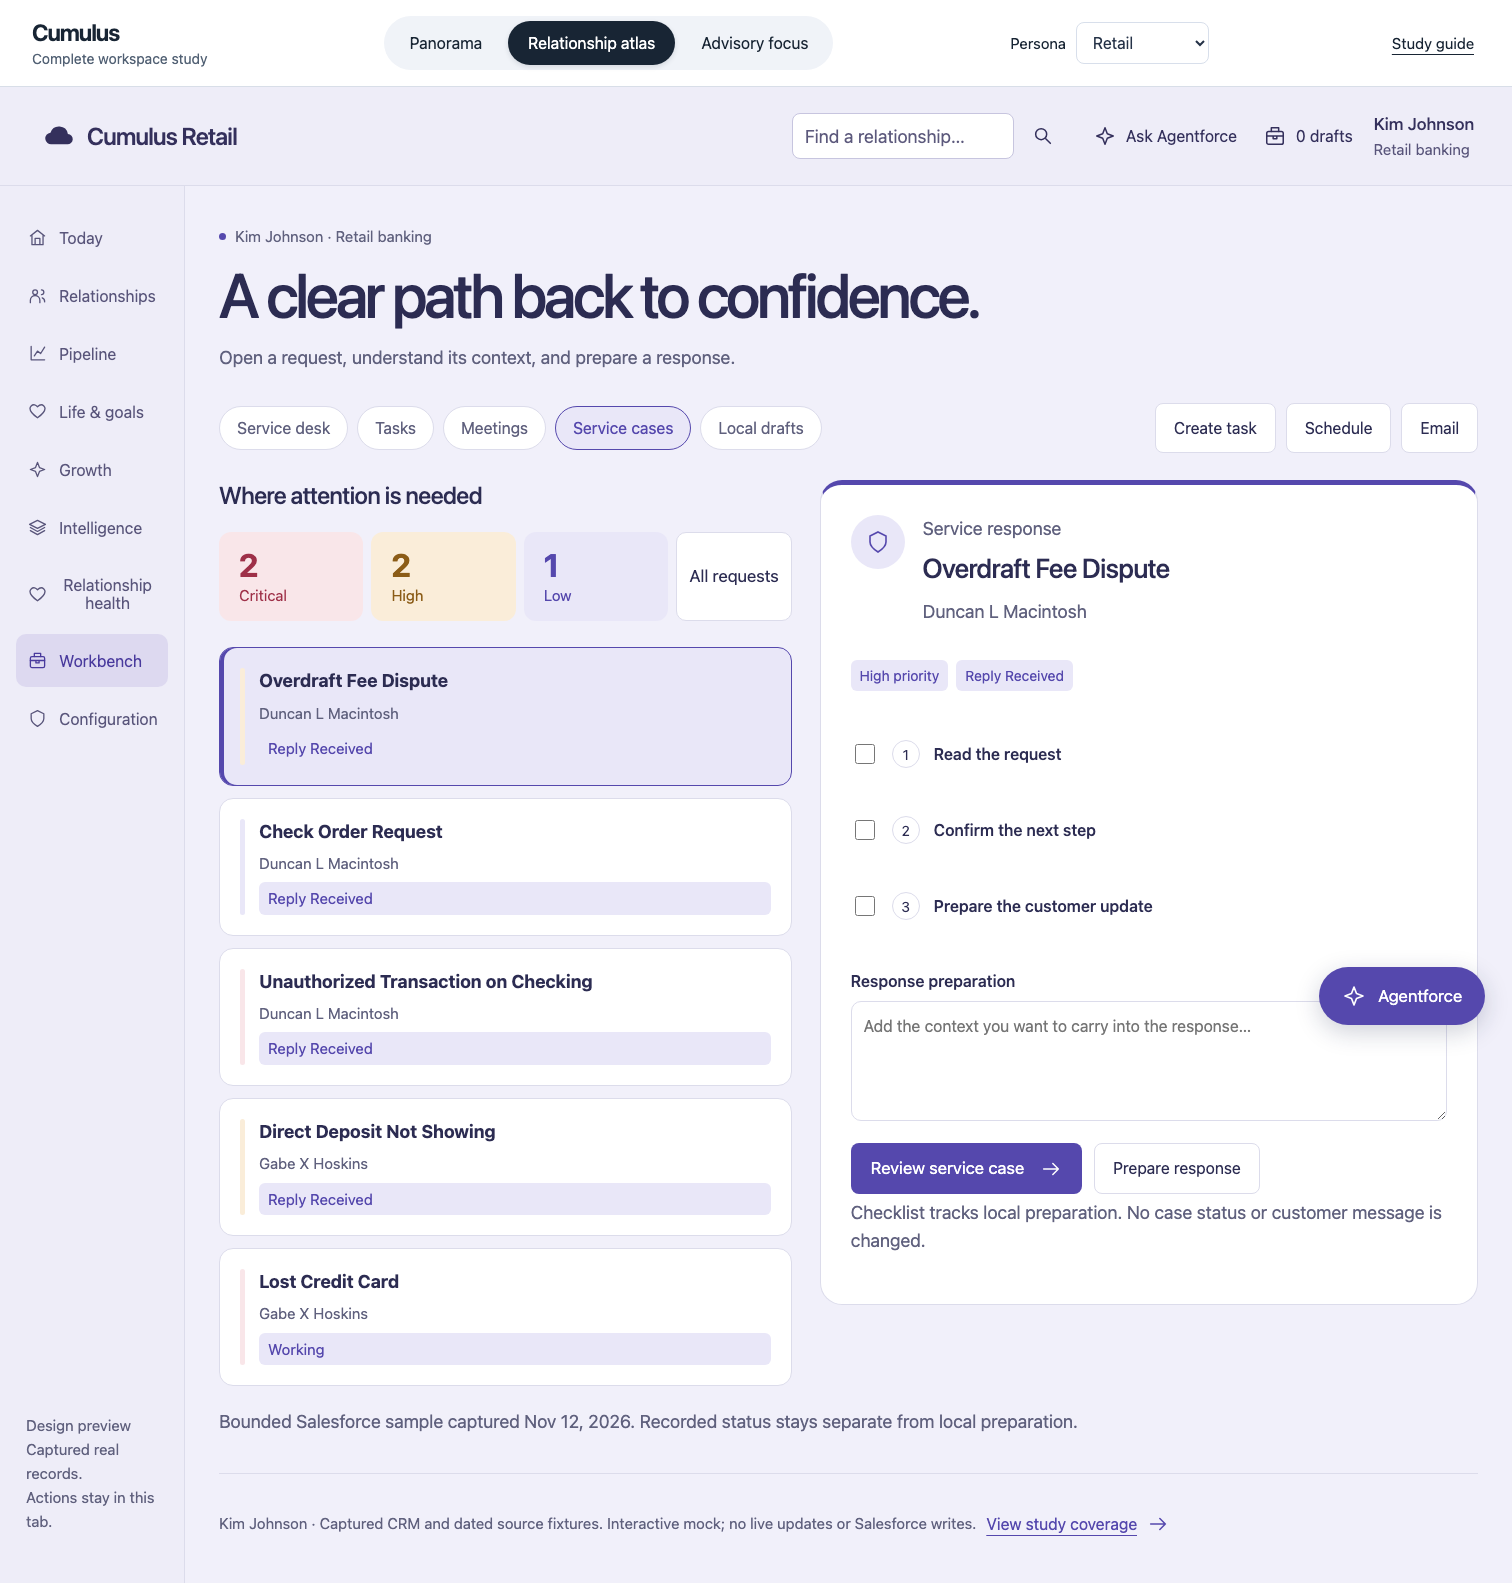 Cumulus
Complete workspace study
Panorama
Relationship atlas
Advisory focus
Persona
Retail
Study guide
Cumulus Retail
Find a relationship...
Ask Agentforce
0 drafts
Kim Johnson
Retail banking
Today
Relationships
Pipeline
Life & goals
Growth
Intelligence
Relationship
health
Workbench
Configuration
Design preview
Captured real
records.
Actions stay in this
tab.
Kim Johnson · Retail banking
A clear path back to confidence.
Open a request, understand its context, and prepare a response.
Service desk
Tasks
Meetings
Service cases
Local drafts
Create task
Schedule
Email
Where attention is needed
2
Critical
2
High
1
Low
All requests
Overdraft Fee Dispute
Duncan L Macintosh
Reply Received
Check Order Request
Duncan L Macintosh
Reply Received
Unauthorized Transaction on Checking
Duncan L Macintosh
Reply Received
Direct Deposit Not Showing
Gabe X Hoskins
Reply Received
Lost Credit Card
Gabe X Hoskins
Working
Service response
Overdraft Fee Dispute
Duncan L Macintosh
High priority
Reply Received
1 Read the request
2 Confirm the next step
3 Prepare the customer update
Response preparation
Agentforce
Add the context you want to carry into the response...
Review service case
Prepare response
Checklist tracks local preparation. No case status or customer message is
changed.
Bounded Salesforce sample captured Nov 12, 2026. Recorded status stays separate from local preparation.
Kim Johnson · Captured CRM and dated source fixtures. Interactive mock; no live updates or Salesforce writes. View study coverage